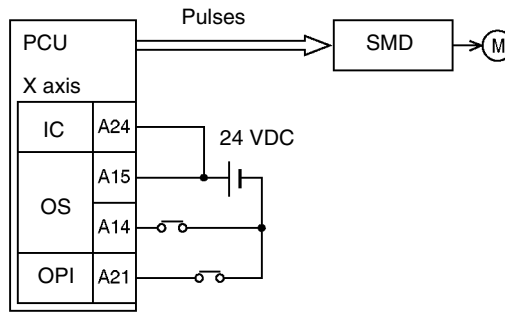 Pulses
PCU
SMD
M
X axis
IC
A24
24 VDC
A15
OS
A14
OPI
A21